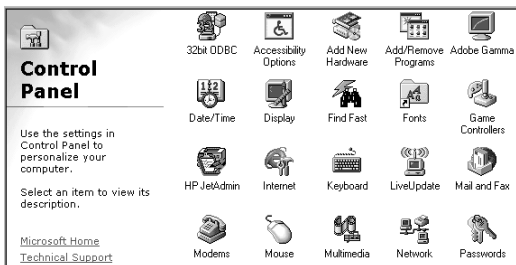 Control
Panel
Use the settings in
Control Panel to
personalize your
computer.
Select an item to view its
description.
Microsoft Home
Technical Support
32bit ODBC
Accessibility
Options
Add New
Hardware
Add/Remove
Programs
Adobe Gamma
Date/Time
Display
Find Fast
Fonts
Game
Controllers
HP JetAdmin
Internet
Keyboard
LiveUpdate
Mail and Fax
Modems
Mouse
Multimedia
Network
Passwords